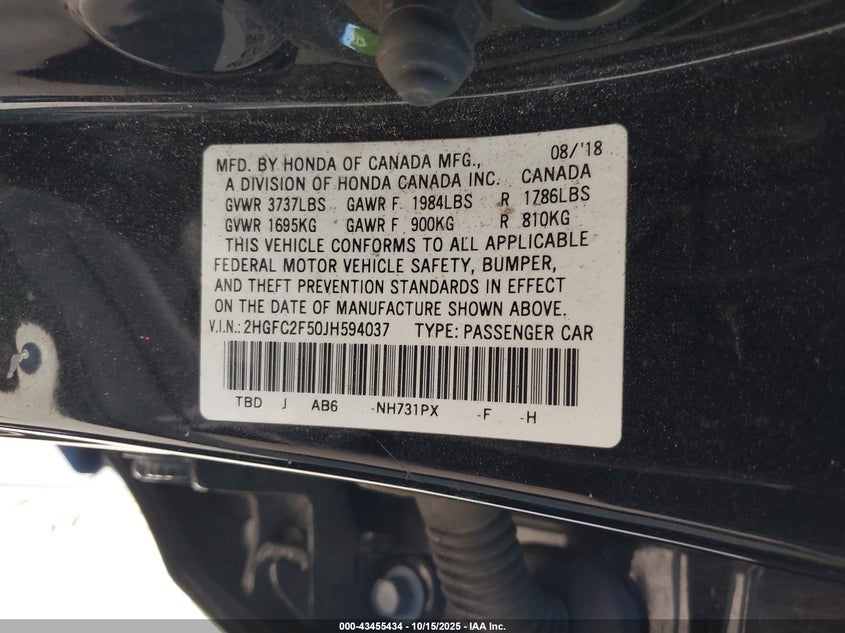 MFD. BY HONDA OF CANADA MFG., 08/'18
A DIVISION OF HONDA CANADA INC. CANADA
GVWR 3737LBS GAWR F 1984LBS R 1786LBS
GVWR 1695KG GAWR F 900KG R 810KG
THIS VEHICLE CONFORMS TO ALL APPLICABLE
FEDERAL MOTOR VEHICLE SAFETY, BUMPER,
AND THEFT PREVENTION STANDARDS IN EFFECT
ON THE DATE OF MANUFACTURE SHOWN ABOVE.
V.I.N.: 2HGFC2F50JH594037 TYPE: PASSENGER CAR
TBD J AB6 -NH731PX -F -H
000-43455434 - 10/15/2025 - IAA Inc.